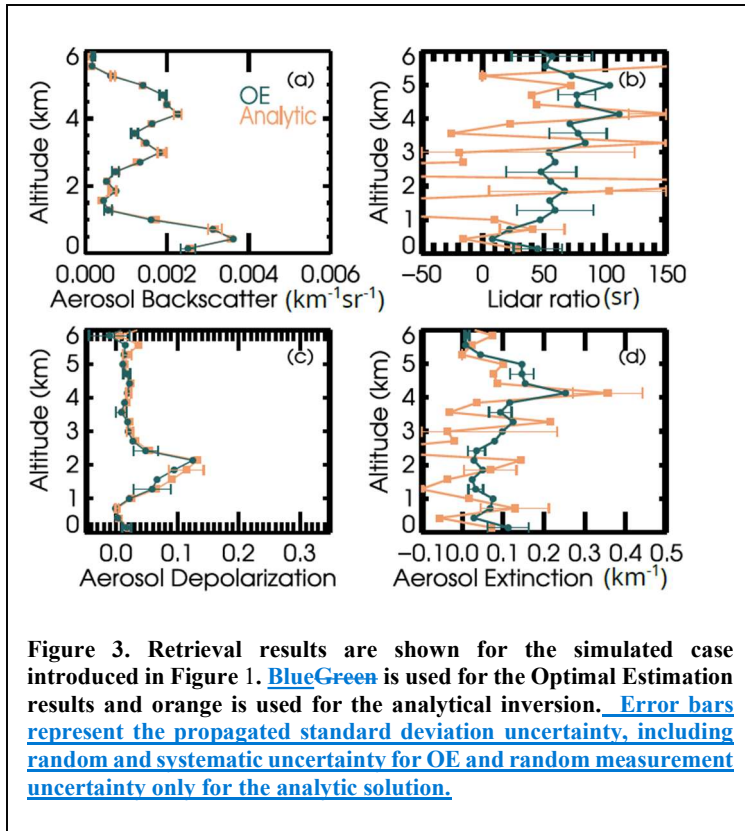 6
5
4
3
2
1
0
Altitude (km)
(a)
OE
Analytic
0.000 0.002 0.004 0.006
Aerosol Backscatter (km⁻¹sr⁻¹)
6
5
4
3
2
1
0
Altitude (km)
(b)
−50 0 50 100 150
Lidar ratio (sr)
6
5
4
3
2
1
0
Altitude (km)
(c)
0.0 0.1 0.2 0.3
Aerosol Depolarization
6
5
4
3
2
1
0
Altitude (km)
(d)
−0.10.0 0.1 0.2 0.3 0.4 0.5
Aerosol Extinction (km⁻¹)
Figure 3. Retrieval results are shown for the simulated case
introduced in Figure 1. BlueGreen is used for the Optimal Estimation
results and orange is used for the analytical inversion. Error bars
represent the propagated standard deviation uncertainty, including
random and systematic uncertainty for OE and random measurement
uncertainty only for the analytic solution.